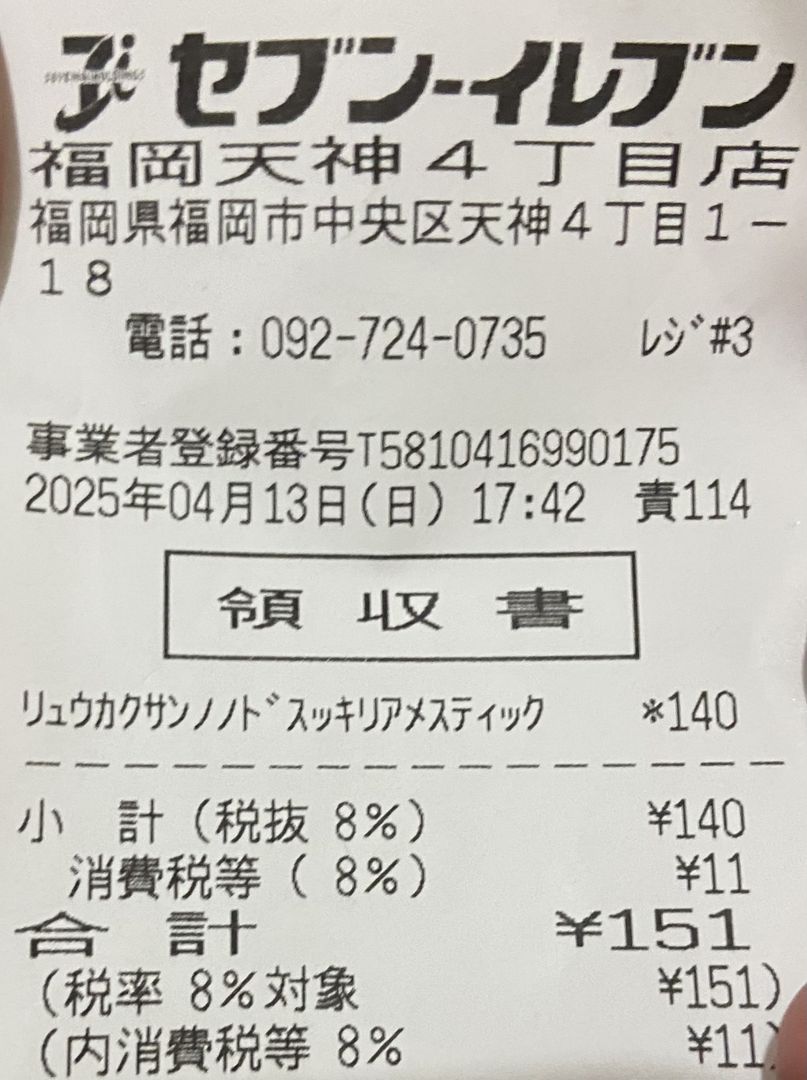 セブン-イレブン
福岡天神4丁目店
福岡県福岡市中央区天神4丁目1-
18
電話:092-724-0735 レジ#3
事業者登録番号T5810416990175
2025年04月13日(日) 17:42 責114
領収書
リュウカクサンノノドスッキリアメスティック *140
小 計(税抜 8%) ¥140
消費税等( 8%) ¥11
合 計 ¥151
(税率 8%対象 ¥151)
(内消費税等 8% ¥11)